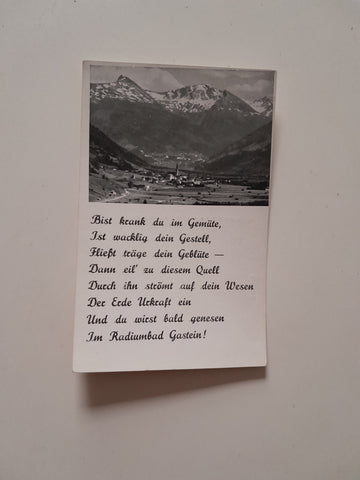 Bist krank du im Gemüte,
Ist wacklig dein Gestell,
Fließt träge dein Geblüte —
Dann eil' zu diesem Quell
Durch ihn strömt auf dein Wesen
Der Erde Urkraft ein
Und du wirst bald genesen
Im Radiumbad Gastein!